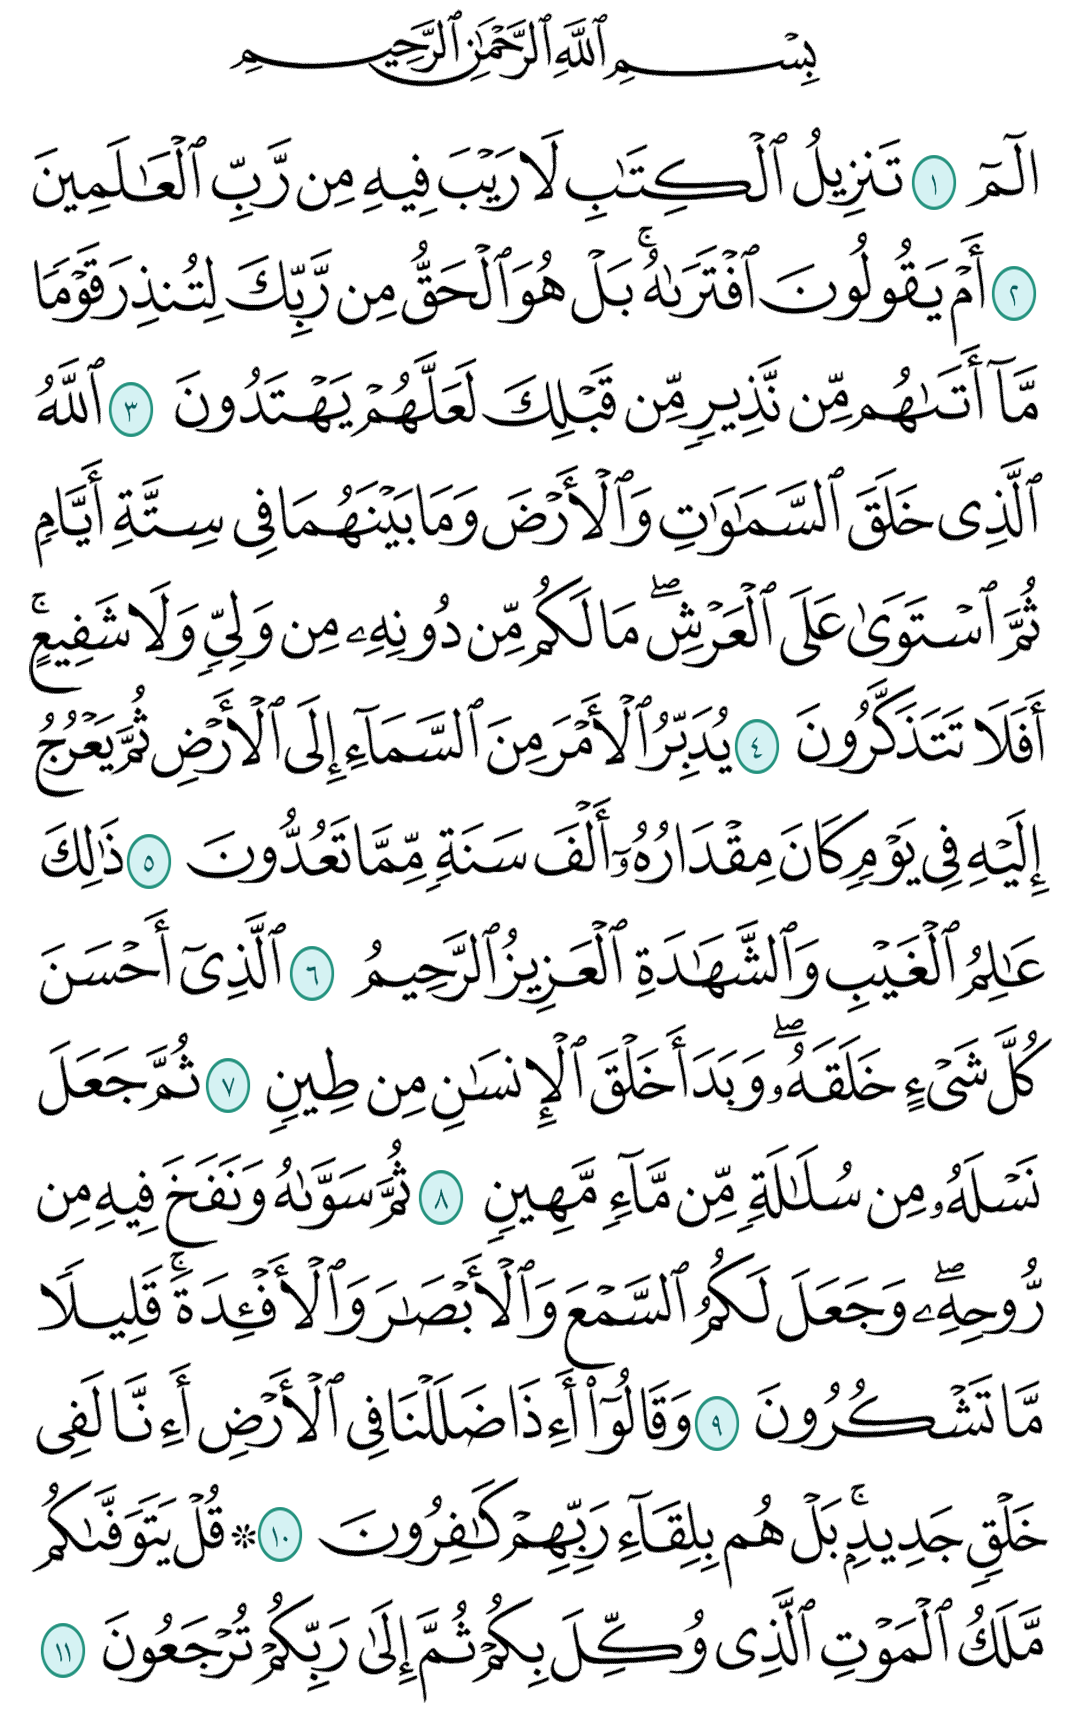 بِسْمِ ٱللَّهِ ٱلرَّحْمَٰنِ ٱلرَّحِيمِ
الٓمٓ ١ تَنزِيلُ ٱلْكِتَٰبِ لَا رَيْبَ فِيهِ مِن رَّبِّ ٱلْعَٰلَمِينَ
٢ أَمْ يَقُولُونَ ٱفْتَرَىٰهُۚ بَلْ هُوَ ٱلْحَقُّ مِن رَّبِّكَ لِتُنذِرَ قَوْمًا
مَّآ أَتَىٰهُم مِّن نَّذِيرٍ مِّن قَبْلِكَ لَعَلَّهُمْ يَهْتَدُونَ ٣ ٱللَّهُ
ٱلَّذِى خَلَقَ ٱلسَّمَٰوَٰتِ وَٱلْأَرْضَ وَمَا بَيْنَهُمَا فِى سِتَّةِ أَيَّامٍ
ثُمَّ ٱسْتَوَىٰ عَلَى ٱلْعَرْشِۖ مَا لَكُم مِّن دُونِهِۦ مِن وَلِىٍّ وَلَا شَفِيعٍۚ
أَفَلَا تَتَذَكَّرُونَ ٤ يُدَبِّرُ ٱلْأَمْرَ مِنَ ٱلسَّمَآءِ إِلَى ٱلْأَرْضِ ثُمَّ يَعْرُجُ
إِلَيْهِ فِى يَوْمٍ كَانَ مِقْدَارُهُۥٓ أَلْفَ سَنَةٍ مِّمَّا تَعُدُّونَ ٥ ذَٰلِكَ
عَٰلِمُ ٱلْغَيْبِ وَٱلشَّهَٰدَةِ ٱلْعَزِيزُ ٱلرَّحِيمُ ٦ ٱلَّذِىٓ أَحْسَنَ
كُلَّ شَىْءٍ خَلَقَهُۥۖ وَبَدَأَ خَلْقَ ٱلْإِنسَٰنِ مِن طِينٍ ٧ ثُمَّ جَعَلَ
نَسْلَهُۥ مِن سُلَٰلَةٍ مِّن مَّآءٍ مَّهِينٍ ٨ ثُمَّ سَوَّىٰهُ وَنَفَخَ فِيهِ مِن
رُّوحِهِۦۖ وَجَعَلَ لَكُمُ ٱلسَّمْعَ وَٱلْأَبْصَٰرَ وَٱلْأَفْـِٔدَةَۚ قَلِيلًا
مَّا تَشْكُرُونَ ٩ وَقَالُوٓا۟ أَءِذَا ضَلَلْنَا فِى ٱلْأَرْضِ أَءِنَّا لَفِى
خَلْقٍ جَدِيدٍۭۚ بَلْ هُم بِلِقَآءِ رَبِّهِمْ كَٰفِرُونَ ١٠ ۞ قُلْ يَتَوَفَّىٰكُم
مَّلَكُ ٱلْمَوْتِ ٱلَّذِى وُكِّلَ بِكُمْ ثُمَّ إِلَىٰ رَبِّكُمْ تُرْجَعُونَ ١١